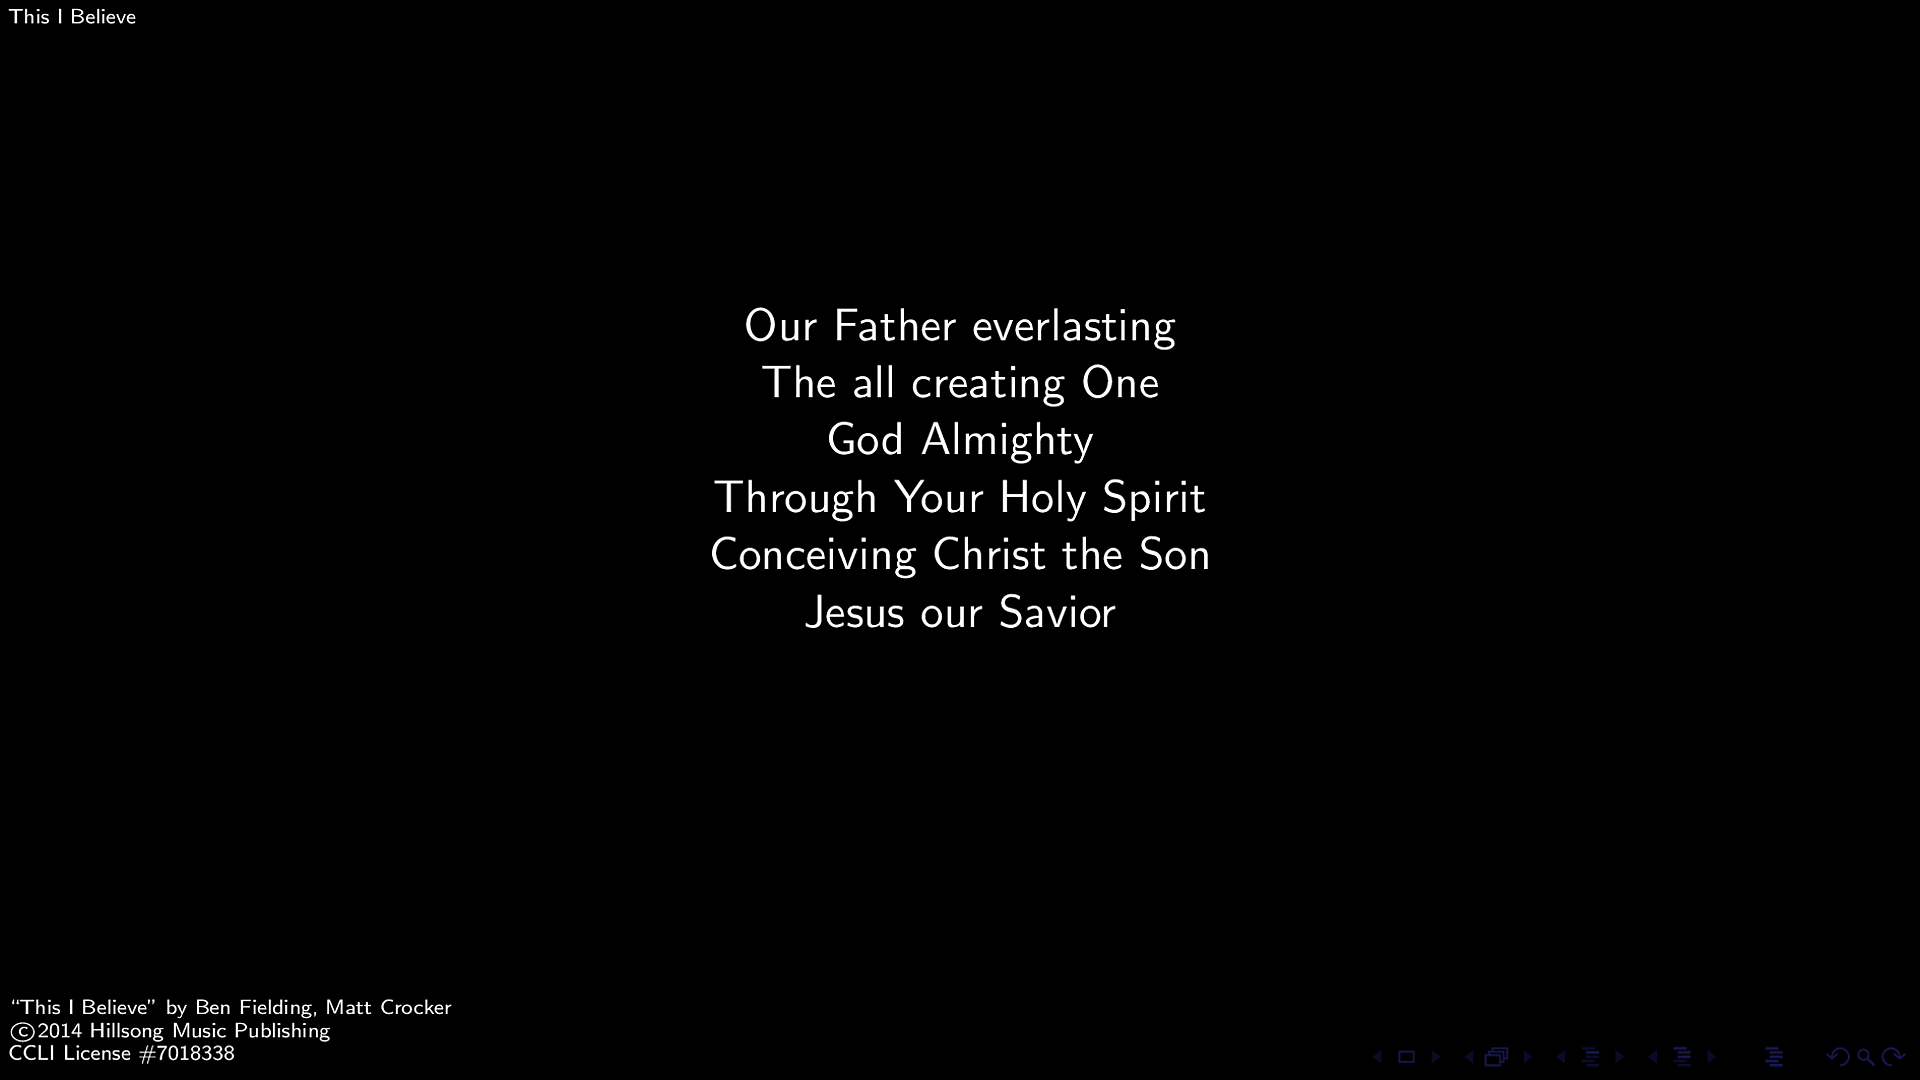 This I Believe
Our Father everlasting
The all creating One
God Almighty
Through Your Holy Spirit
Conceiving Christ the Son
Jesus our Savior
“This I Believe” by Ben Fielding, Matt Crocker
©2014 Hillsong Music Publishing
CCLI License #7018338